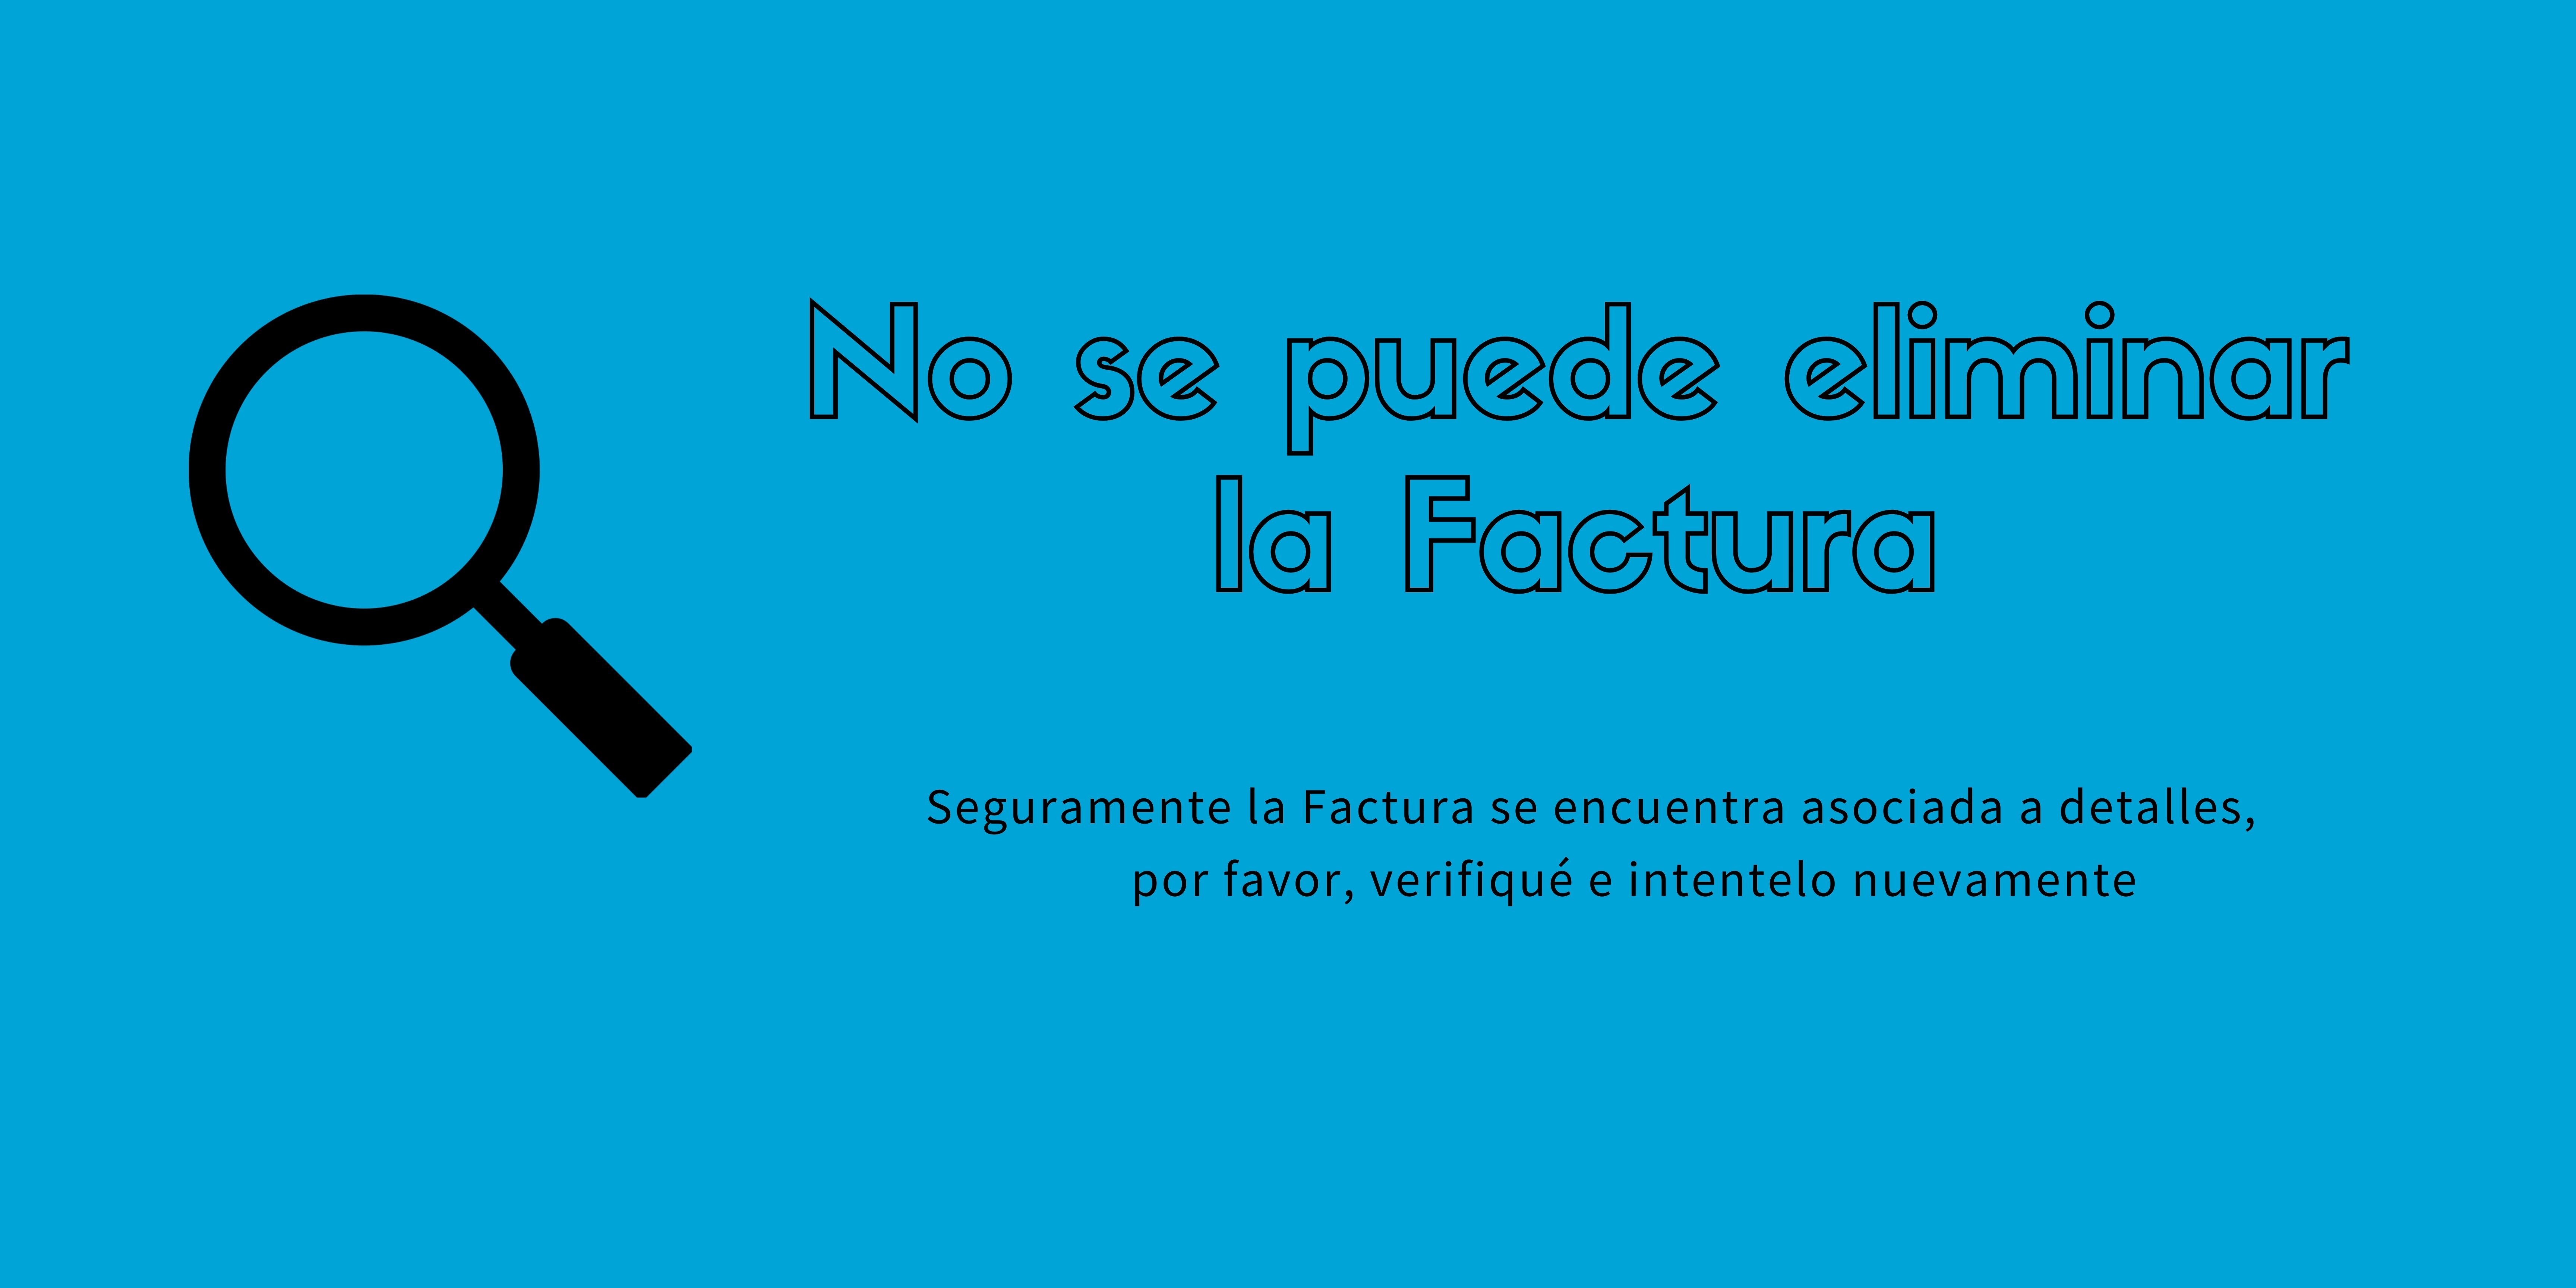 No se puede eliminar
la Factura
Seguramente la Factura se encuentra asociada a detalles,
por favor, verifiqué e intentelo nuevamente